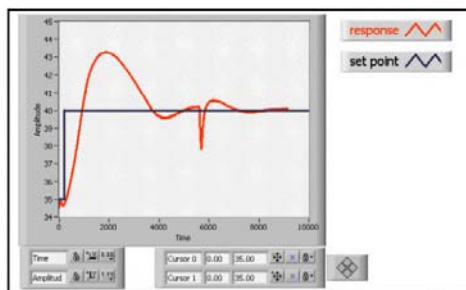 45
44
43
42
41
40
39
38
37
36
35
34
Amplitude
0 2000 4000 6000 8000 10000
Time
response
set point
Time
Amplitud
Cursor 0 0.00 35.00
Cursor 1 0.00 35.00